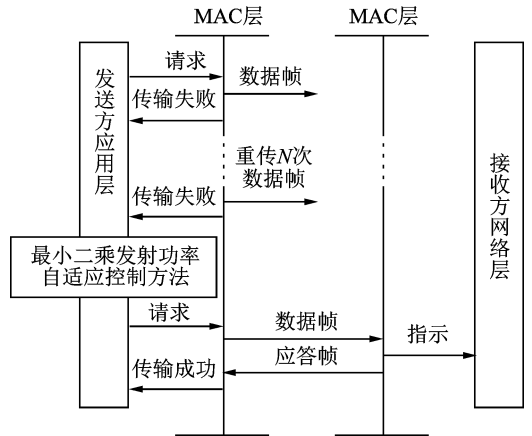 MAC层
MAC层
发送方应用层
请求
数据帧
传输失败
重传N次
数据帧
传输失败
接收方网络层
最小二乘发射功率
自适应控制方法
请求
数据帧
指示
应答帧
传输成功